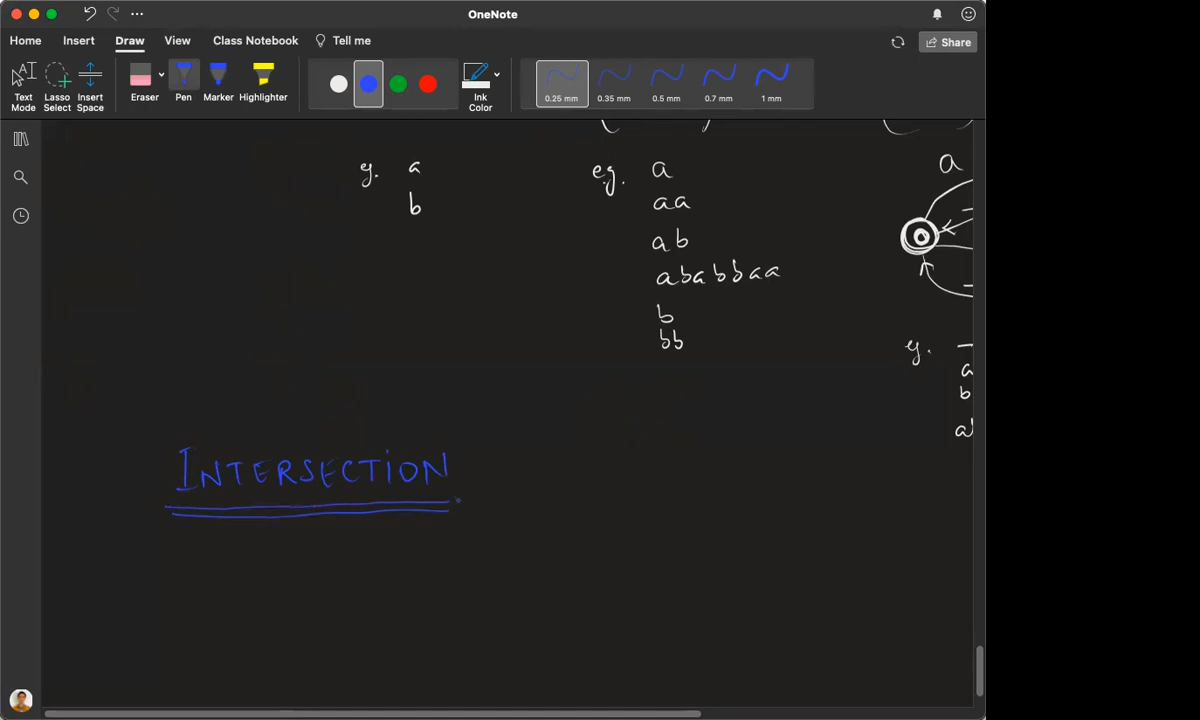 OneNote
Home Insert Draw View Class Notebook Tell me Share
Text Mode
Lasso Select
Insert Space
Eraser
Pen
Marker
Highlighter
Ink Color
0.25 mm 0.35 mm 0.5 mm 0.7 mm 1 mm
a
b
eg. a
aa
ab
ababbaa
b
bb
a
a
b
INTERSECTION